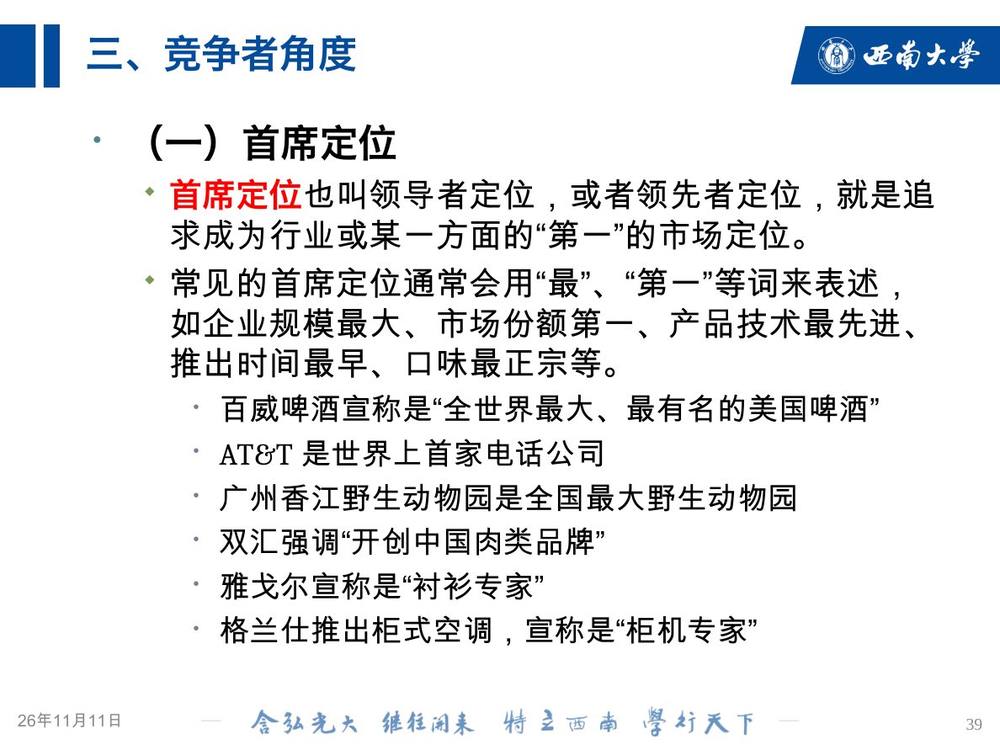 三、竞争者角度
西南大学
（一）首席定位
首席定位也叫领导者定位，或者领先者定位，就是追
求成为行业或某一方面的“第一”的市场定位。
常见的首席定位通常会用“最”、“第一”等词来表述，
如企业规模最大、市场份额第一、产品技术最先进、
推出时间最早、口味最正宗等。
百威啤酒宣称是“全世界最大、最有名的美国啤酒”
AT&T 是世界上首家电话公司
广州香江野生动物园是全国最大野生动物园
双汇强调“开创中国肉类品牌”
雅戈尔宣称是“衬衫专家”
格兰仕推出柜式空调，宣称是“柜机专家”
26年11月11日
含弘光大 继往开来 特立西南 學行天下
39